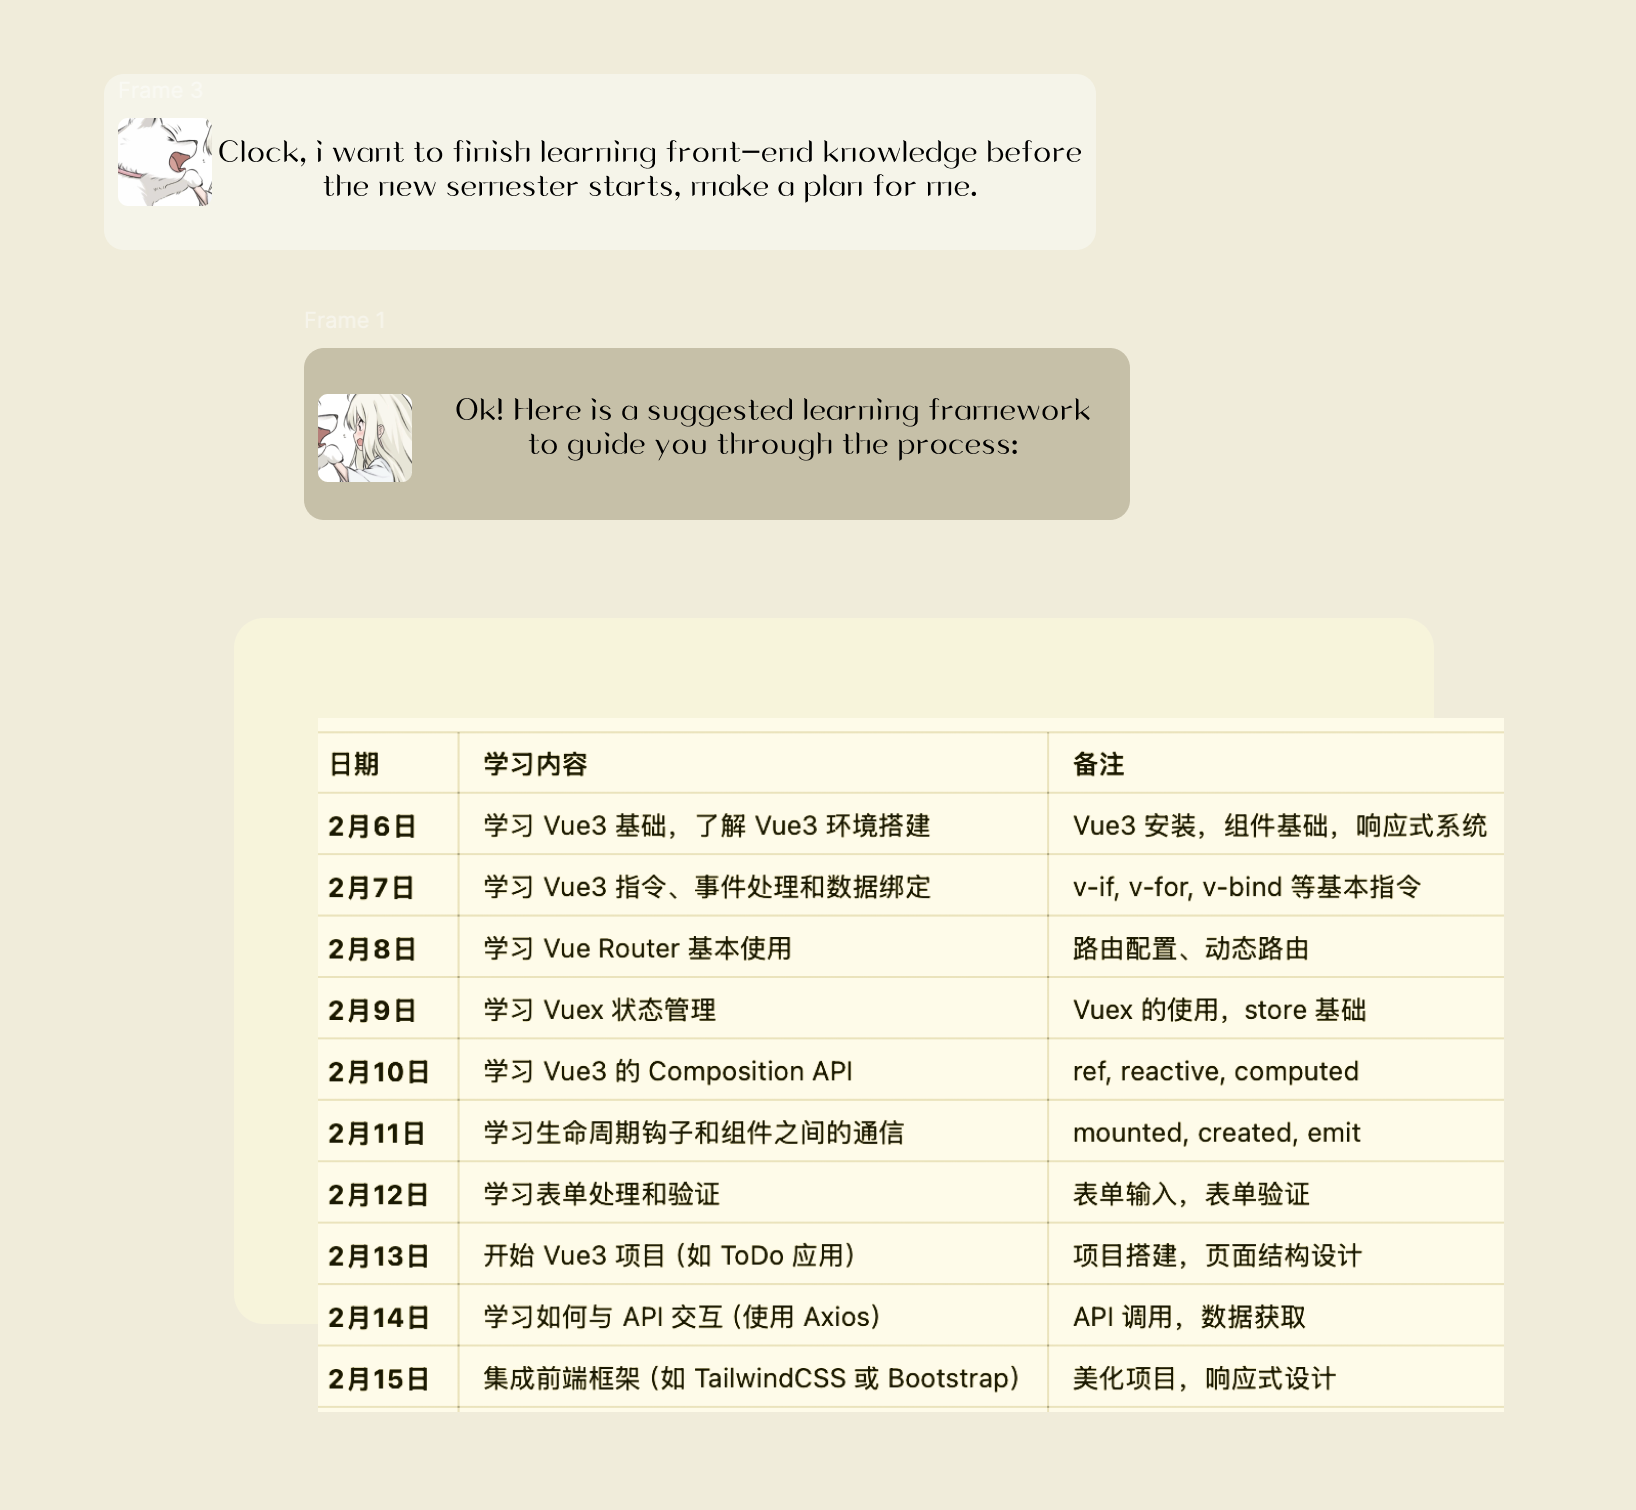 Frame 3
Clock, i want to finish learning front-end knowledge before
the new semester starts, make a plan for me.
Frame 1
Ok! Here is a suggested learning framework
to guide you through the process:
日期 学习内容 备注
2月6日 学习 Vue3 基础，了解 Vue3 环境搭建 Vue3 安装，组件基础，响应式系统
2月7日 学习 Vue3 指令、事件处理和数据绑定 v-if, v-for, v-bind 等基本指令
2月8日 学习 Vue Router 基本使用 路由配置、动态路由
2月9日 学习 Vuex 状态管理 Vuex 的使用，store 基础
2月10日 学习 Vue3 的 Composition API ref, reactive, computed
2月11日 学习生命周期钩子和组件之间的通信 mounted, created, emit
2月12日 学习表单处理和验证 表单输入，表单验证
2月13日 开始 Vue3 项目（如 ToDo 应用） 项目搭建，页面结构设计
2月14日 学习如何与 API 交互（使用 Axios） API 调用，数据获取
2月15日 集成前端框架（如 TailwindCSS 或 Bootstrap） 美化项目，响应式设计